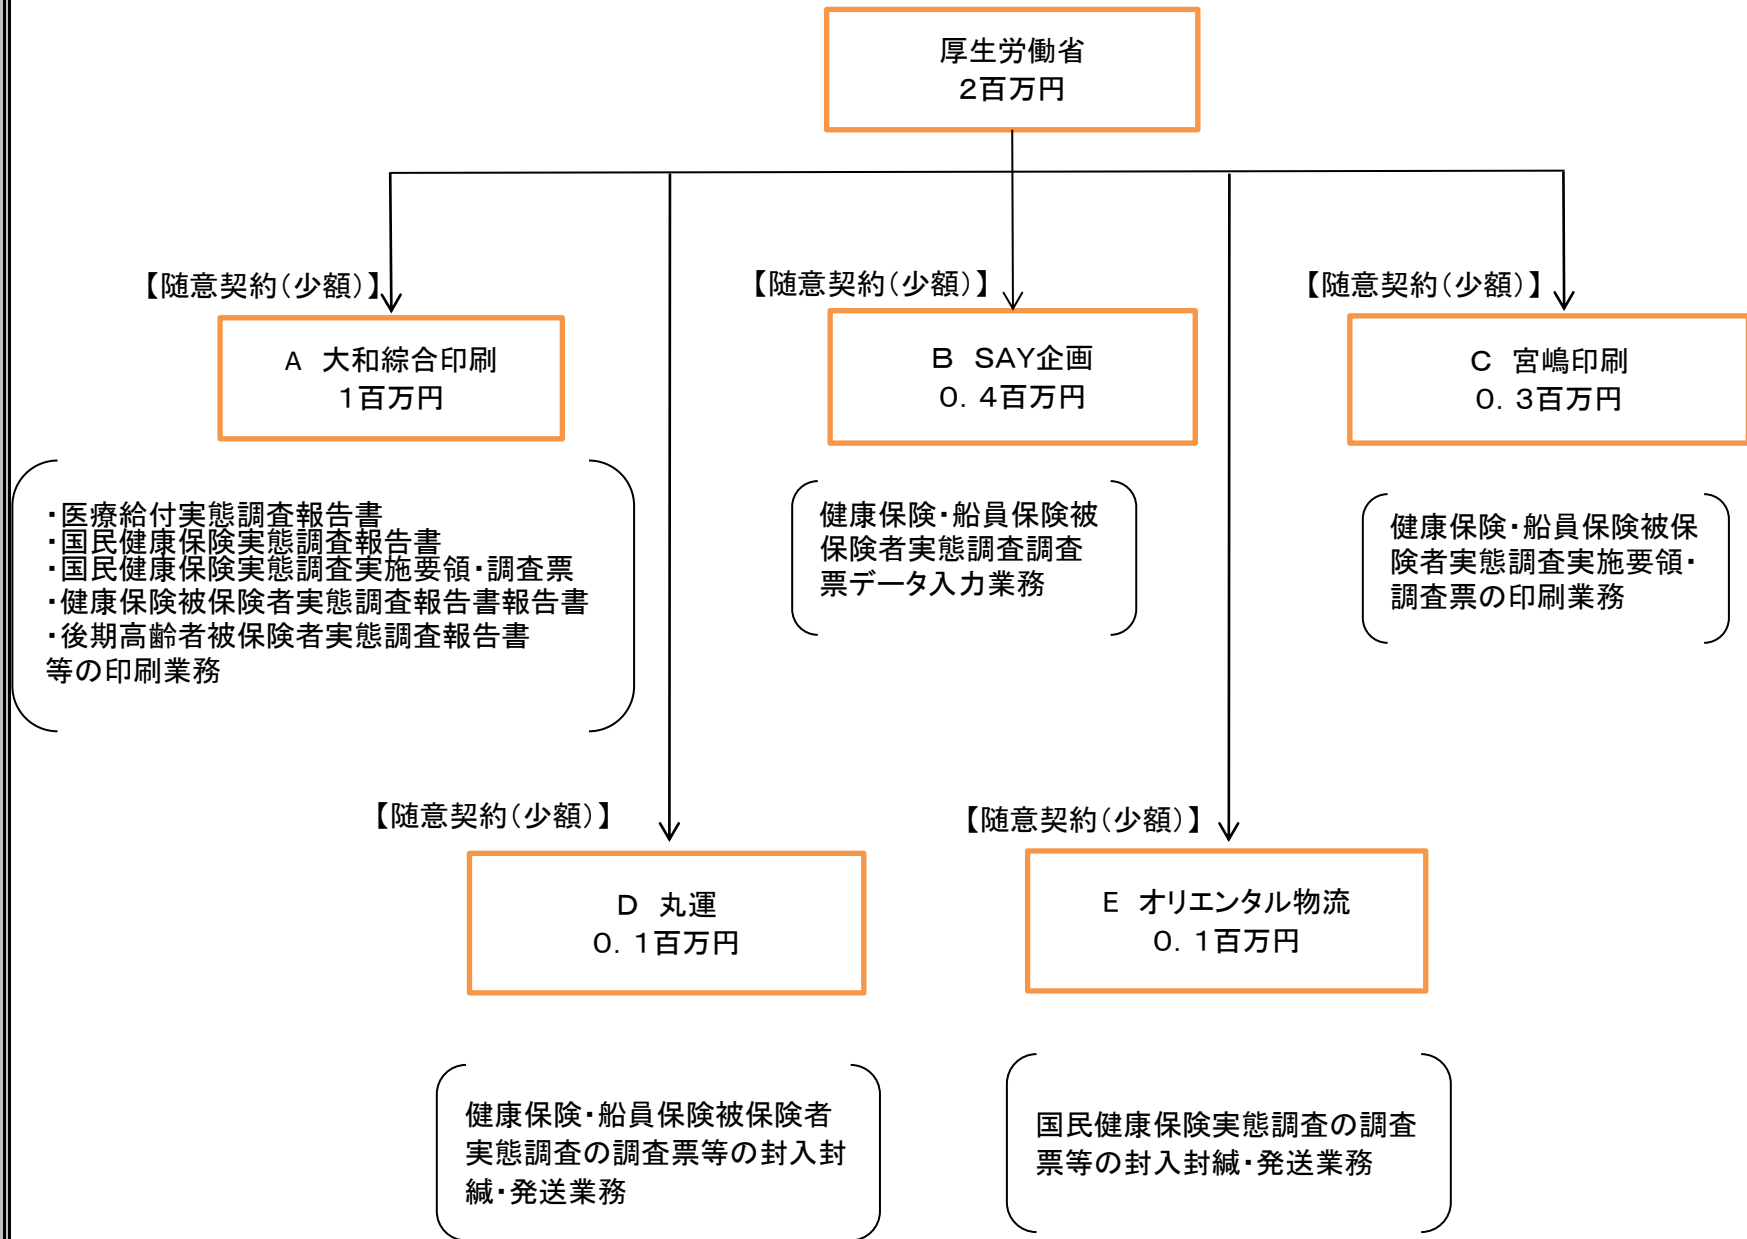 厚生労働省
2百万円
【随意契約(少額)】
A 大和綜合印刷
1百万円
・医療給付実態調査報告書
・国民健康保険実態調査報告書
・国民健康保険実態調査実施要領・調査票
・健康保険被保険者実態調査報告書報告書
・後期高齢者被保険者実態調査報告書
等の印刷業務
【随意契約(少額)】
B SAY企画
0.4百万円
健康保険・船員保険被
保険者実態調査調査
票データ入力業務
【随意契約(少額)】
C 宮嶋印刷
0.3百万円
健康保険・船員保険被保
険者実態調査実施要領・
調査票の印刷業務
【随意契約(少額)】
D 丸運
0.1百万円
健康保険・船員保険被保険者
実態調査の調査票等の封入封
緘・発送業務
【随意契約(少額)】
E オリエンタル物流
0.1百万円
国民健康保険実態調査の調査
票等の封入封緘・発送業務